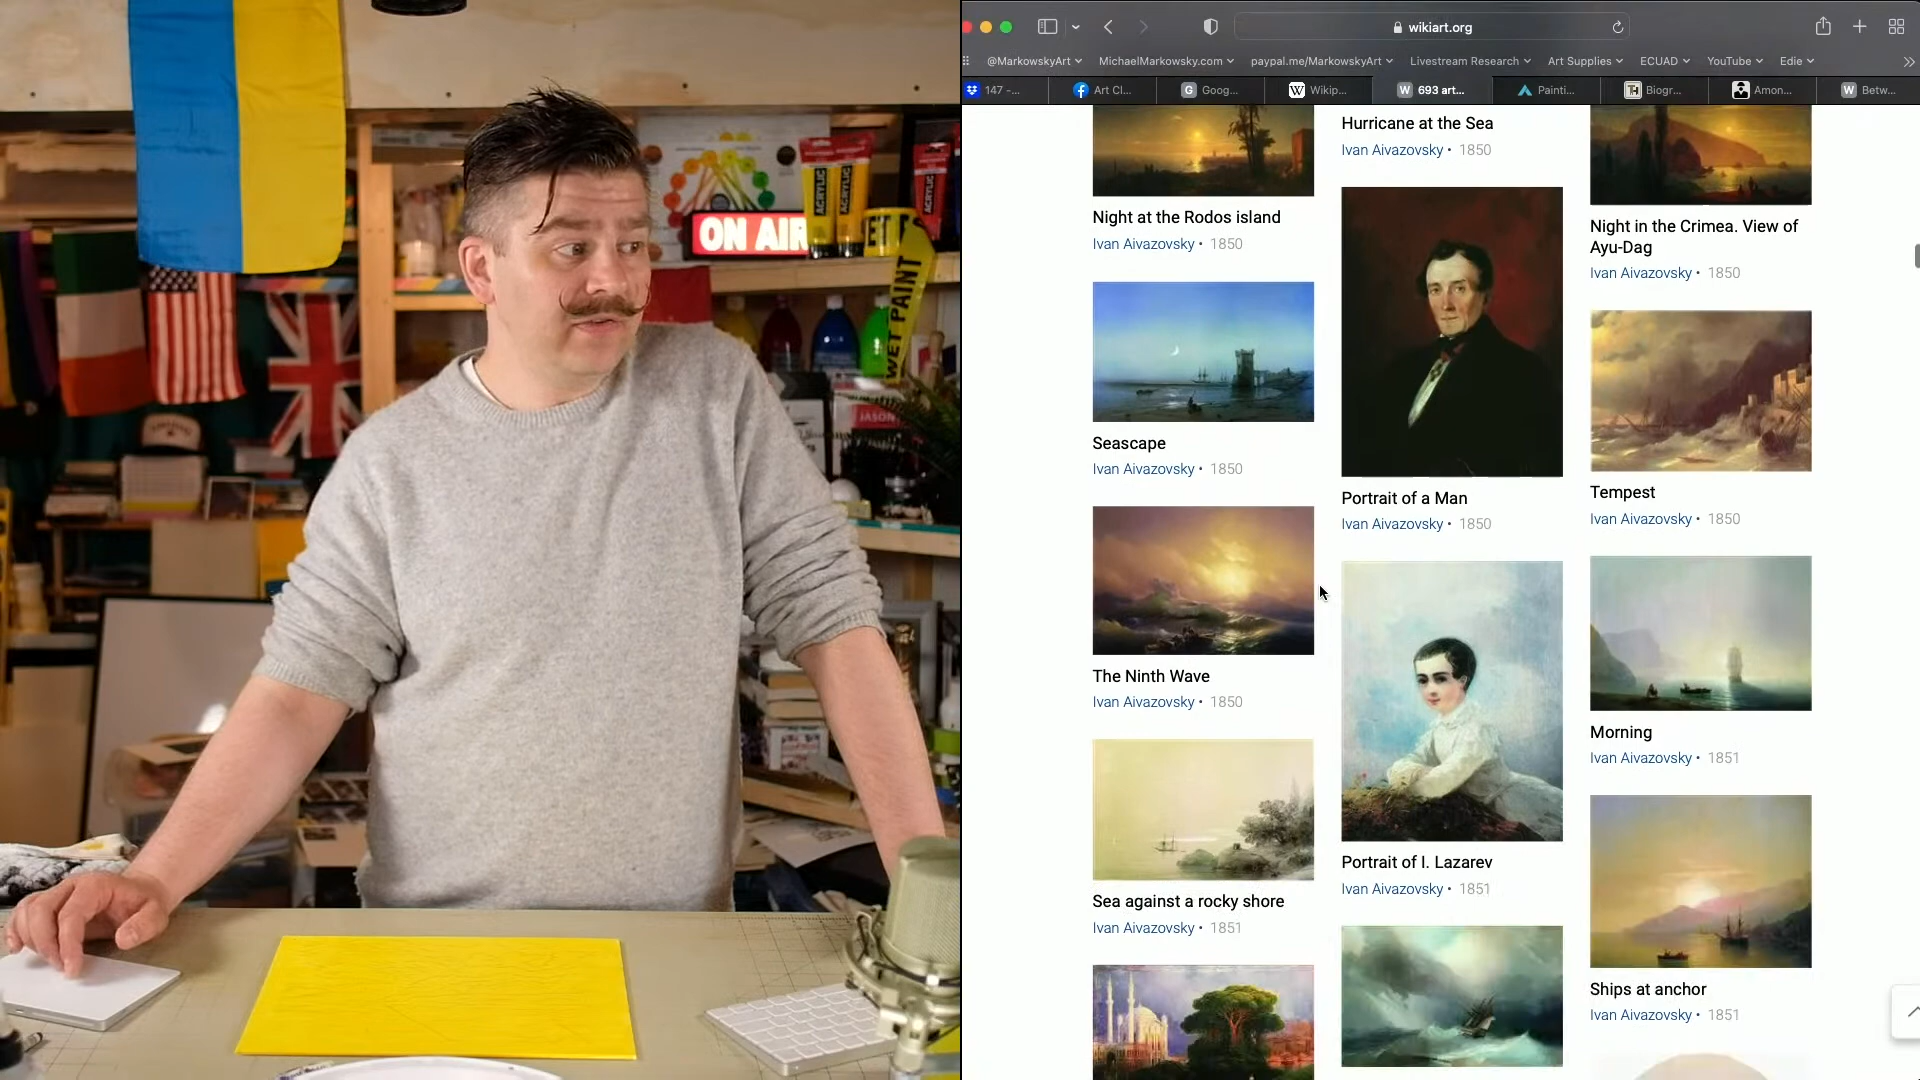 ON AIR
ACRYLIC
ACRYLIC
ACRYLIC
WET PAINT
JASON
wikiart.org
@MarkowskyArt
MichaelMarkowsky.com
paypal.me/MarkowskyArt
Livestream Research
Art Supplies
ECUAD
YouTube
Edie
147 -...
Art Cl...
G Goog...
W Wikip...
W 693 art...
Painti...
Biogr...
Amon...
W Betw...
Night at the Rodos island
Ivan Aivazovsky • 1850
Seascape
Ivan Aivazovsky • 1850
The Ninth Wave
Ivan Aivazovsky • 1850
Sea against a rocky shore
Ivan Aivazovsky • 1851
Hurricane at the Sea
Ivan Aivazovsky • 1850
Portrait of a Man
Ivan Aivazovsky • 1850
Portrait of I. Lazarev
Ivan Aivazovsky • 1851
Night in the Crimea. View of
Ayu-Dag
Ivan Aivazovsky • 1850
Tempest
Ivan Aivazovsky • 1850
Morning
Ivan Aivazovsky • 1851
Ships at anchor
Ivan Aivazovsky • 1851